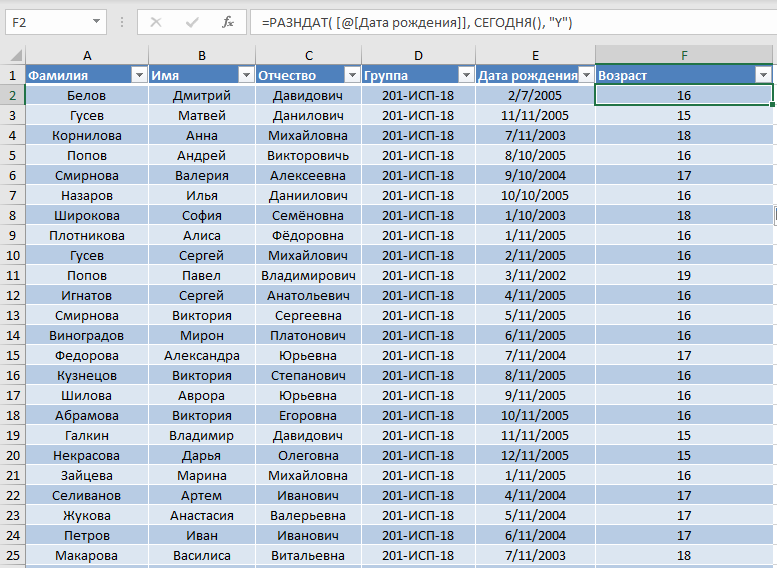 F2 fx =РАЗНДАТ( [@[Дата рождения]], СЕГОДНЯ(), "Y")
A B C D E F
1 Фамилия Имя Отчество Группа Дата рождения Возраст
2 Белов Дмитрий Давидович 201-ИСП-18 2/7/2005 16
3 Гусев Матвей Данилович 201-ИСП-18 11/11/2005 15
4 Корнилова Анна Михайловна 201-ИСП-18 7/11/2003 18
5 Попов Андрей Викторовичь 201-ИСП-18 8/10/2005 16
6 Смирнова Валерия Алексеевна 201-ИСП-18 9/10/2004 17
7 Назаров Илья Даниилович 201-ИСП-18 10/10/2005 16
8 Широкова София Семёновна 201-ИСП-18 1/10/2003 18
9 Плотникова Алиса Фёдоровна 201-ИСП-18 1/11/2005 16
10 Гусев Сергей Михайлович 201-ИСП-18 2/11/2005 16
11 Попов Павел Владимирович 201-ИСП-18 3/11/2002 19
12 Игнатов Сергей Анатольевич 201-ИСП-18 4/11/2005 16
13 Смирнова Виктория Сергеевна 201-ИСП-18 5/11/2005 16
14 Виноградов Мирон Платонович 201-ИСП-18 6/11/2005 16
15 Федорова Александра Юрьевна 201-ИСП-18 7/11/2004 17
16 Кузнецов Виктория Степанович 201-ИСП-18 8/11/2005 16
17 Шилова Аврора Юрьевна 201-ИСП-18 9/11/2005 16
18 Абрамова Виктория Егоровна 201-ИСП-18 10/11/2005 16
19 Галкин Владимир Давидович 201-ИСП-18 11/11/2005 15
20 Некрасова Дарья Олеговна 201-ИСП-18 12/11/2005 15
21 Зайцева Марина Михайловна 201-ИСП-18 1/11/2005 16
22 Селиванов Артем Иванович 201-ИСП-18 4/11/2004 17
23 Жукова Анастасия Валерьевна 201-ИСП-18 5/11/2004 17
24 Петров Иван Иванович 201-ИСП-18 6/11/2004 17
25 Макарова Василиса Витальевна 201-ИСП-18 7/11/2003 18